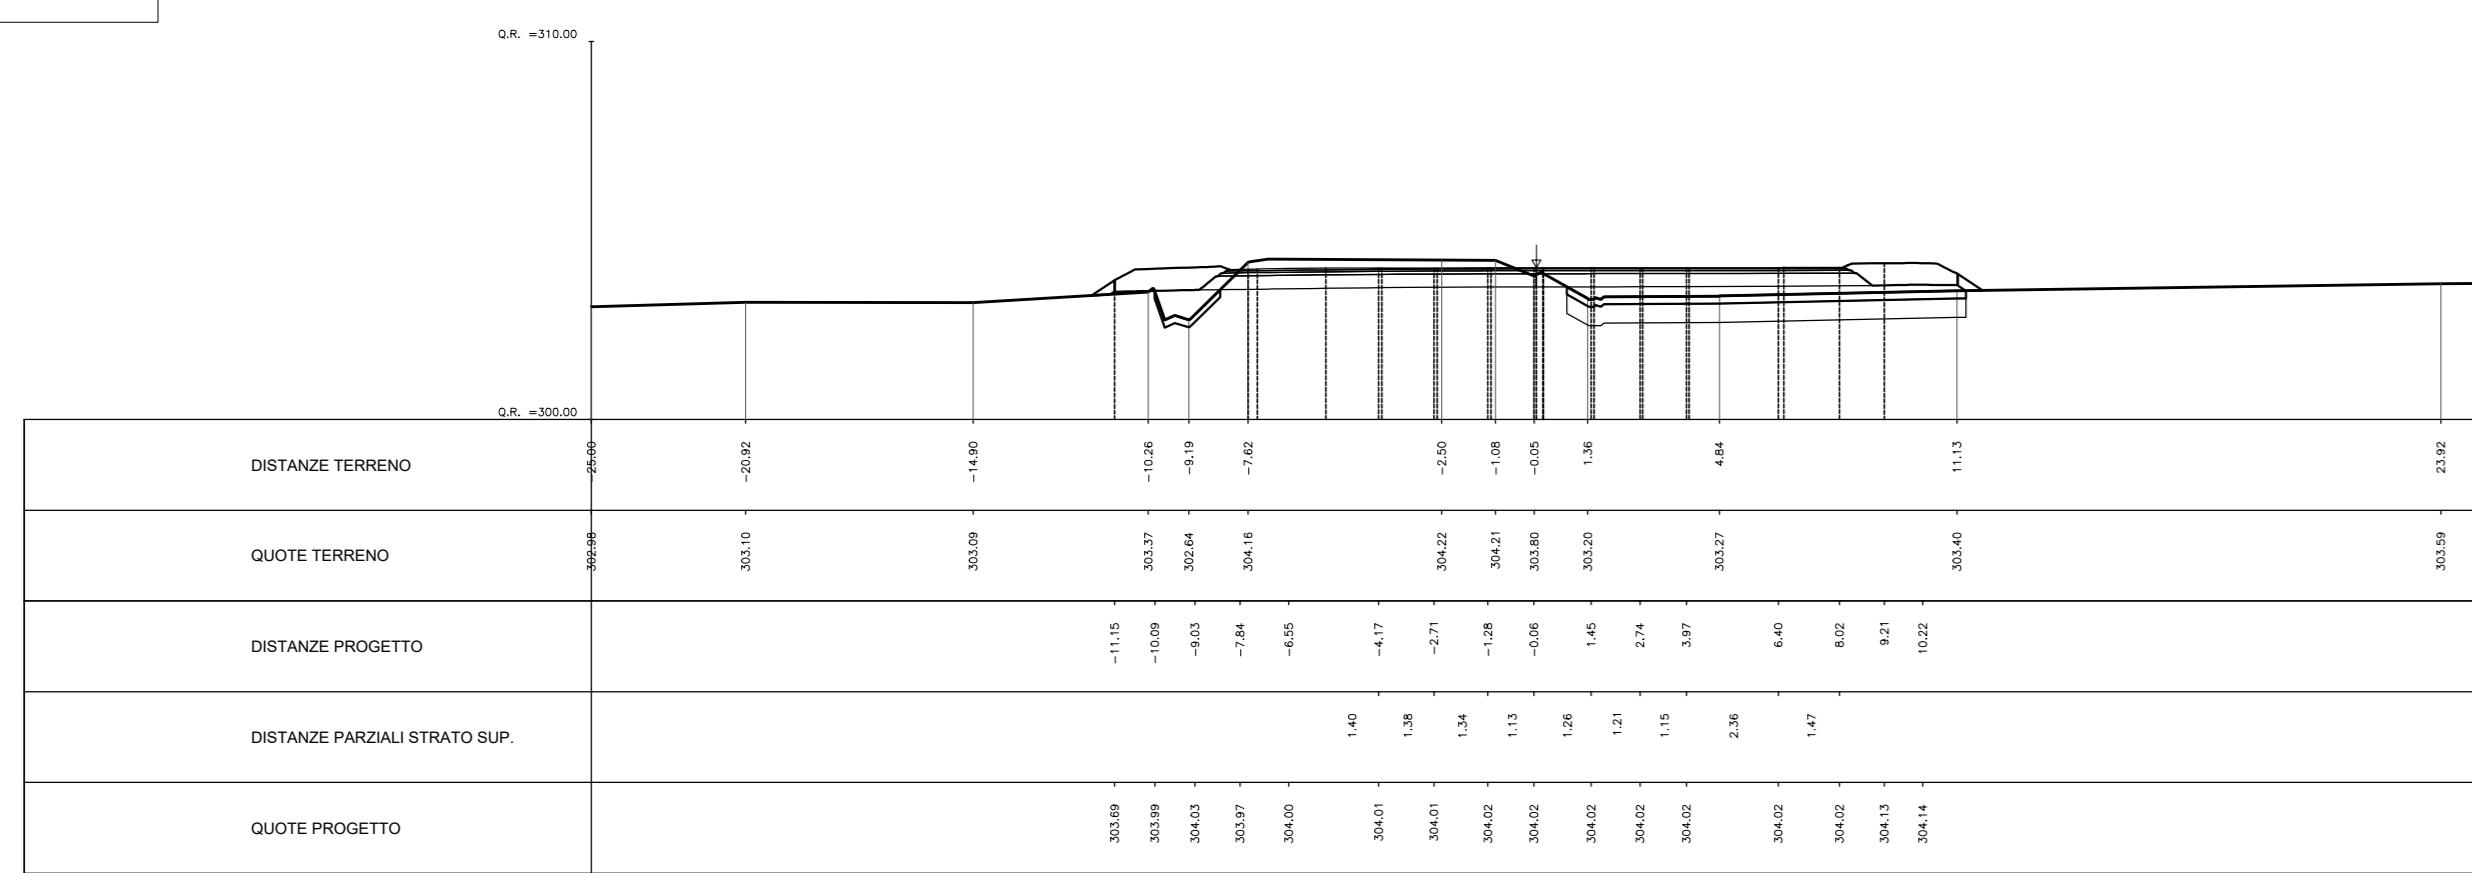 Q.R. =310.00
Q.R. =300.00
DISTANZE TERRENO
-25.00 -20.92 -14.90 -10.26 -9.19 -7.62 -2.50 -1.08 -0.05 1.36 4.84 11.13 23.92
QUOTE TERRENO
302.98 303.10 303.09 303.37 302.64 304.16 304.22 304.21 303.80 303.20 303.27 303.40 303.59
DISTANZE PROGETTO
-11.15 -10.09 -9.03 -7.84 -6.55 -4.17 -2.71 -1.28 -0.06 1.45 2.74 3.97 6.40 8.02 9.21 10.22
DISTANZE PARZIALI STRATO SUP.
1.40 1.38 1.34 1.13 1.26 1.21 1.15 2.36 1.47
QUOTE PROGETTO
303.69 303.99 304.03 303.97 304.00 304.01 304.01 304.02 304.02 304.02 304.02 304.02 304.02 304.02 304.13 304.14